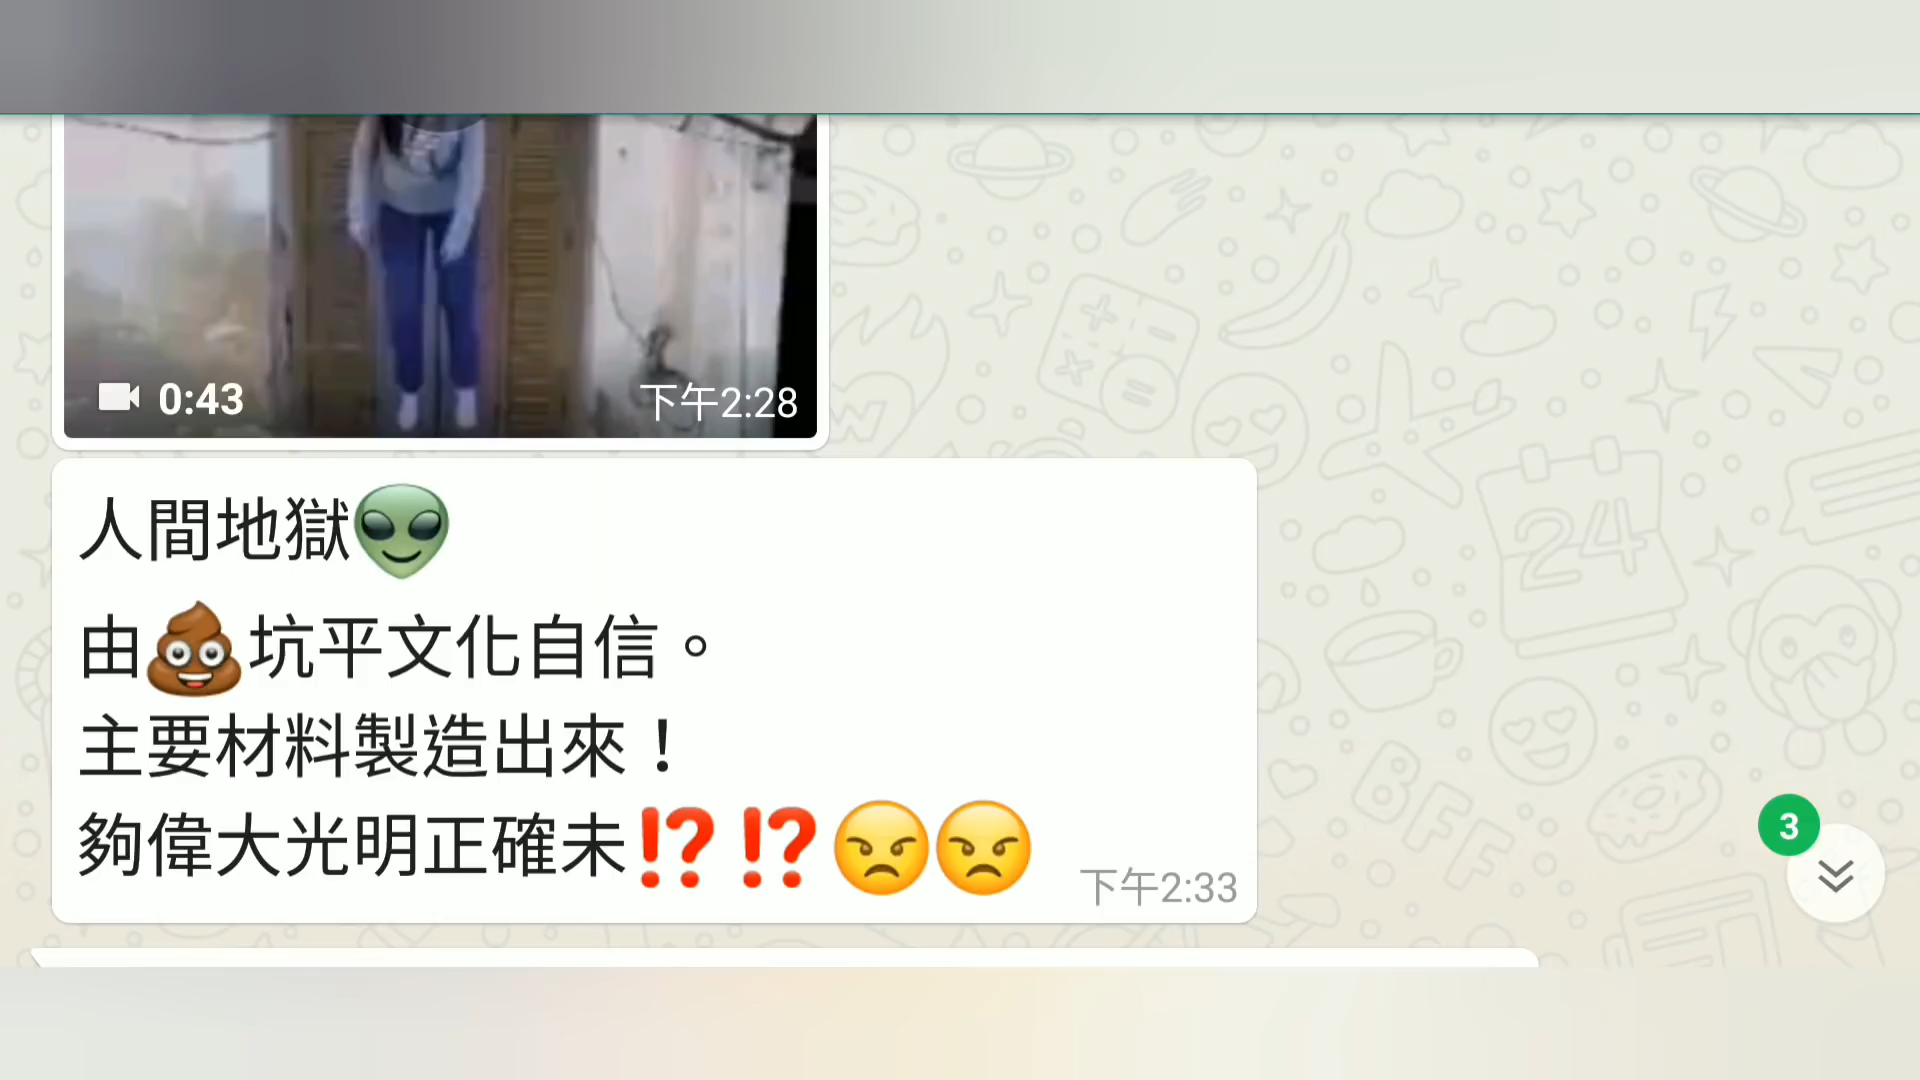 0:43
下午2:28
人間地獄👽
由💩坑平文化自信。
主要材料製造出來！
夠偉大光明正確未⁉️⁉️😠😠
下午2:33
3